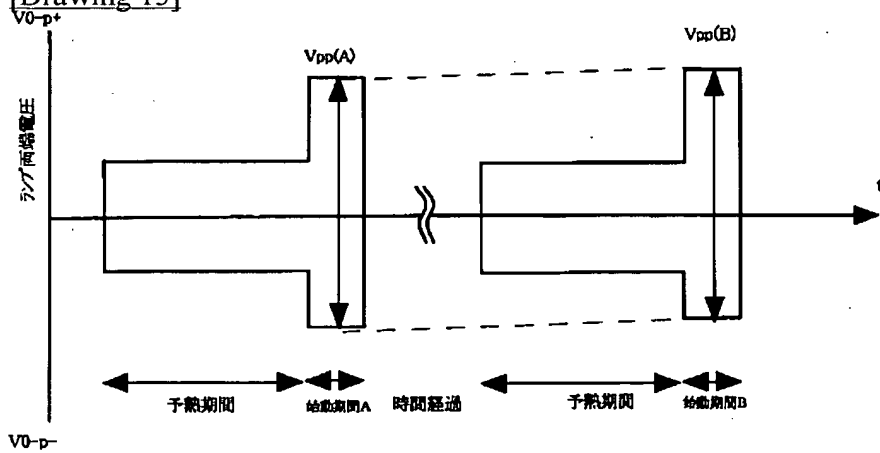 [Drawing 15]
V0-p+
Vpp(A)
Vpp(B)
ランプ両端電圧
t
予熱期間
始動期間A
時間経過
予熱期間
始動期間B
V0-p-